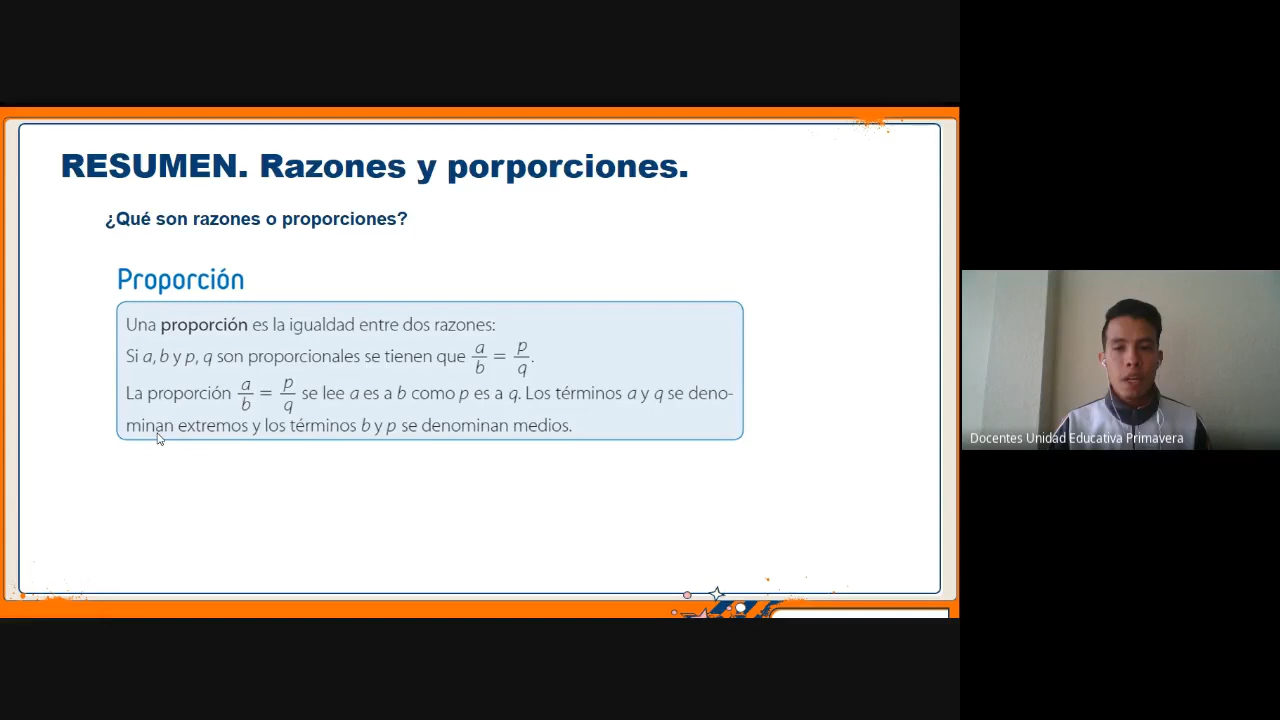 RESUMEN. Razones y porporciones.
¿Qué son razones o proporciones?
Proporción
Una proporción es la igualdad entre dos razones:
Si a, b y p, q son proporcionales se tienen que a/b = p/q.
La proporción a/b = p/q se lee a es a b como p es a q. Los términos a y q se deno-
minan extremos y los términos b y p se denominan medios.
Docentes Unidad Educativa Primavera